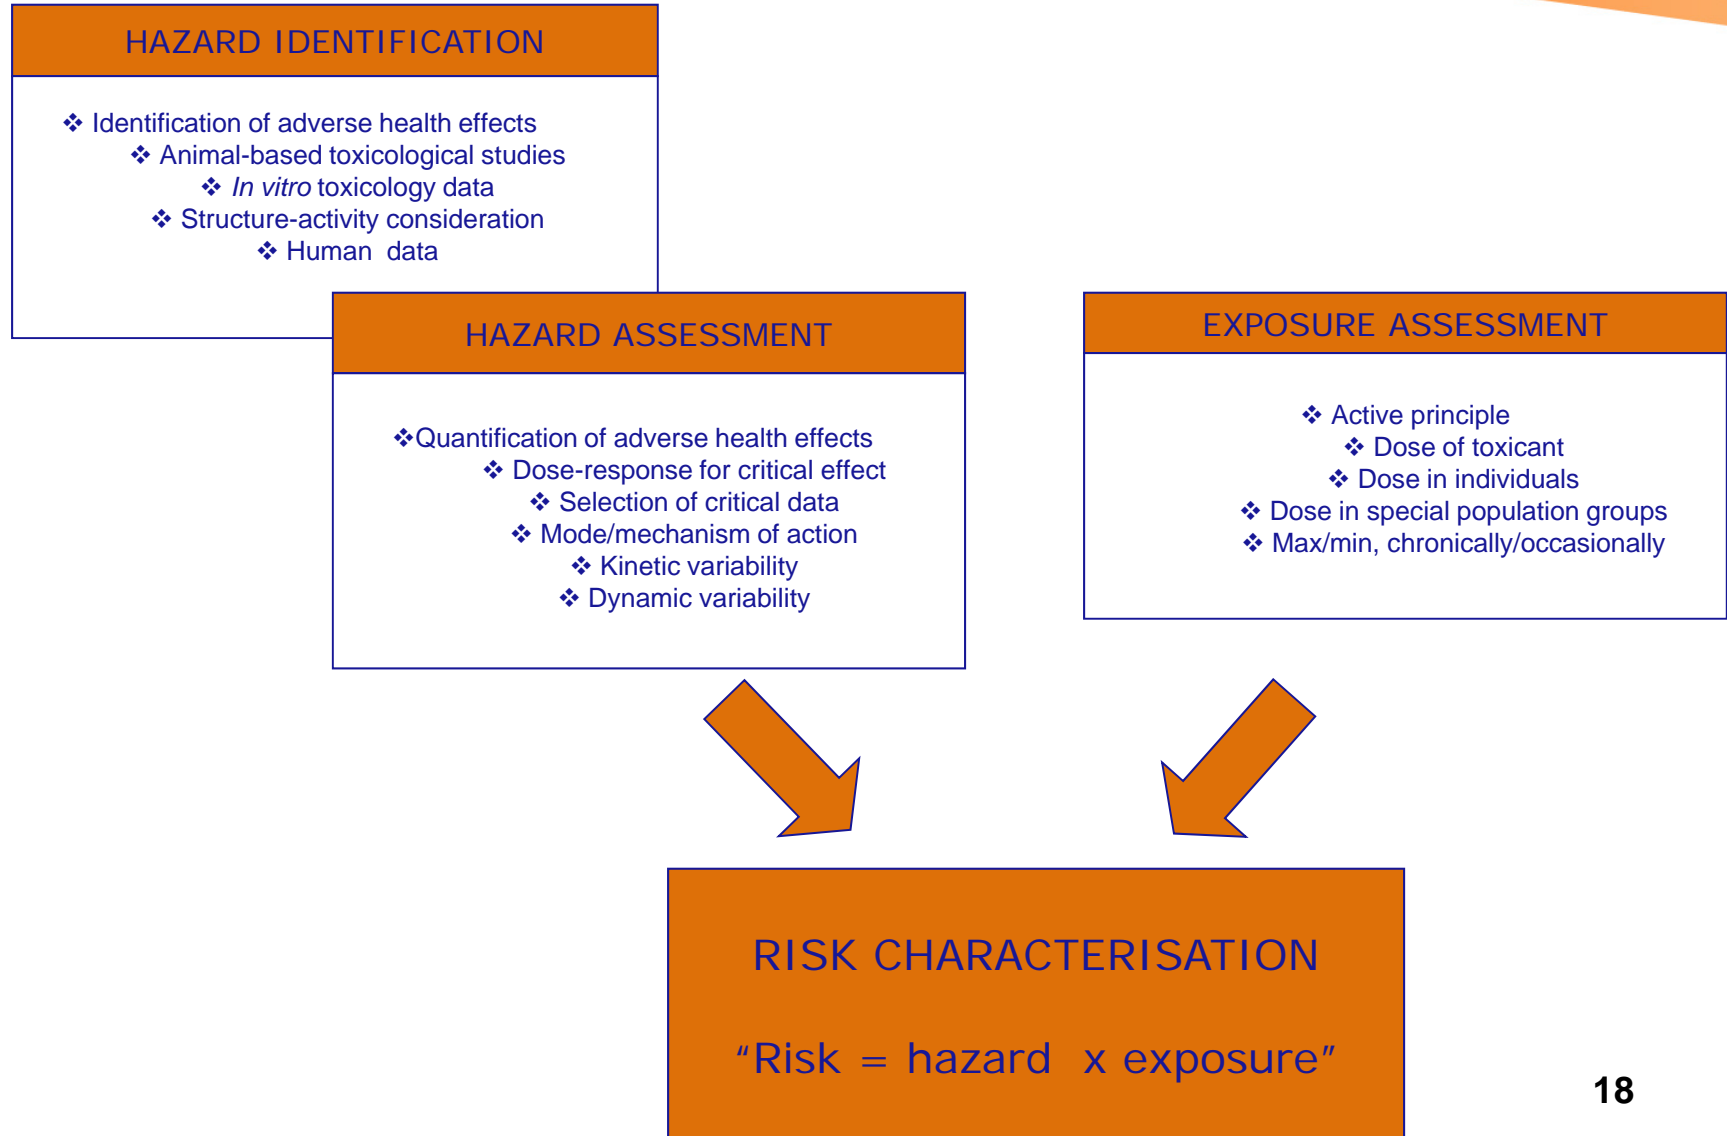 HAZARD IDENTIFICATION
❖ Identification of adverse health effects
❖ Animal-based toxicological studies
❖ In vitro toxicology data
❖ Structure-activity consideration
❖ Human data
HAZARD ASSESSMENT
❖Quantification of adverse health effects
❖ Dose-response for critical effect
❖ Selection of critical data
❖ Mode/mechanism of action
❖ Kinetic variability
❖ Dynamic variability
EXPOSURE ASSESSMENT
❖ Active principle
❖ Dose of toxicant
❖ Dose in individuals
❖ Dose in special population groups
❖ Max/min, chronically/occasionally
RISK CHARACTERISATION
“Risk = hazard x exposure”
18